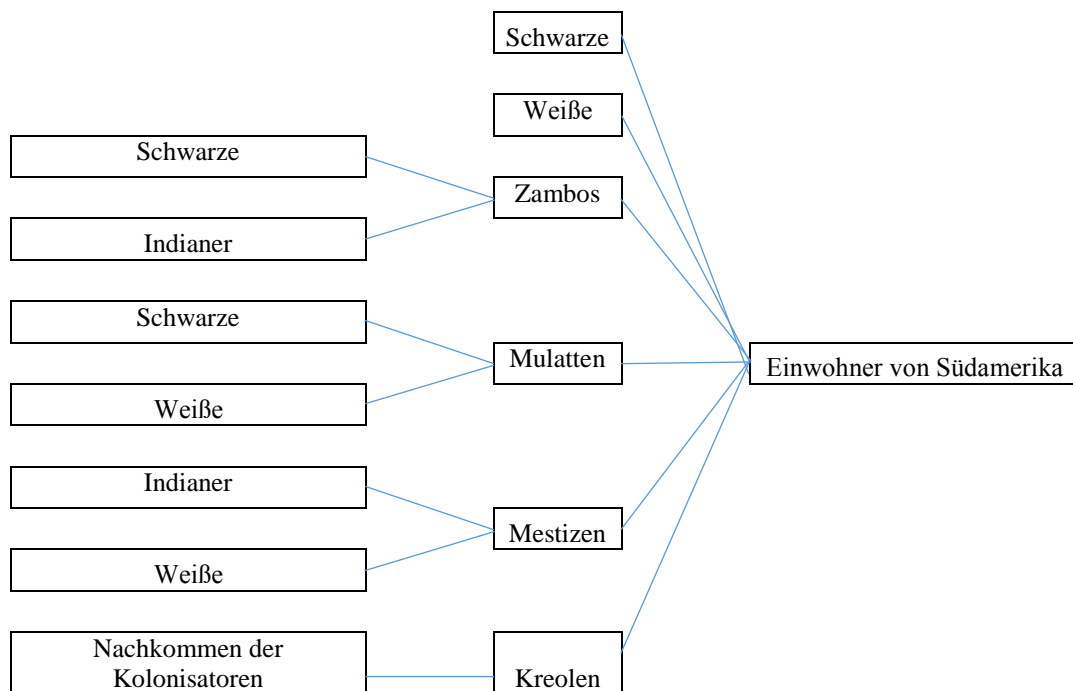 Schwarze
Weiße
Schwarze
Zambos
Indianer
Schwarze
Mulatten
Einwohner von Südamerika
Weiße
Indianer
Mestizen
Weiße
Nachkommen der
Kolonisatoren
Kreolen